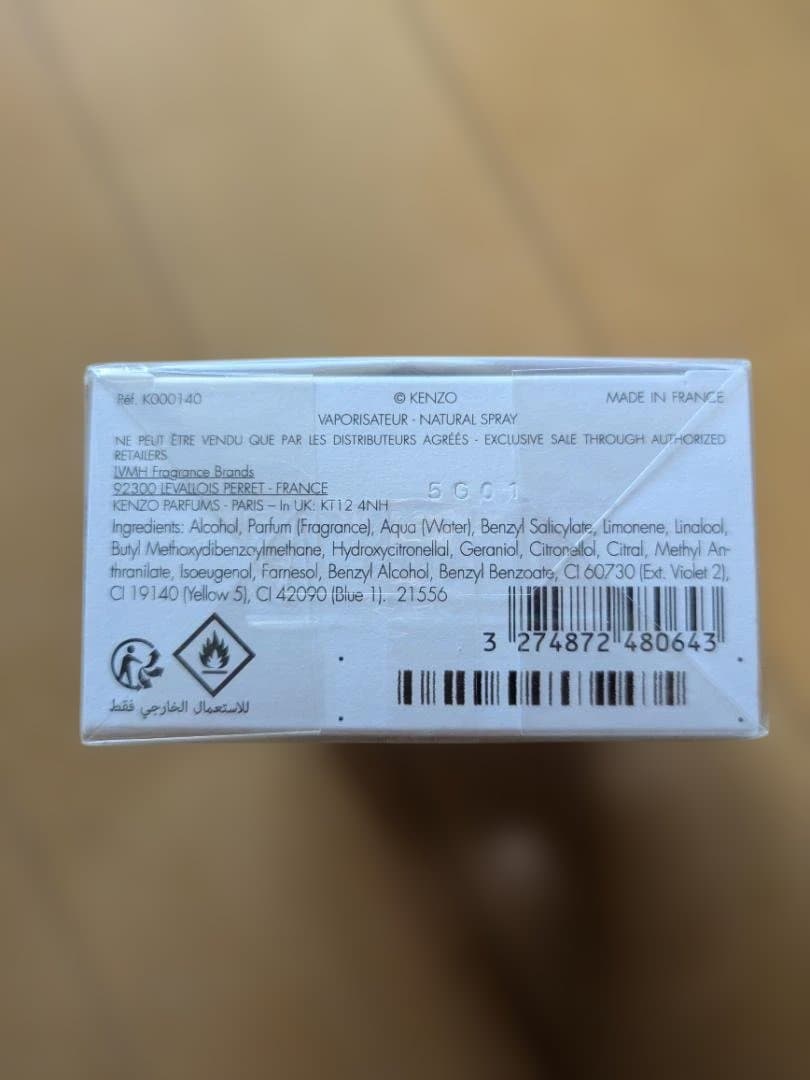 Réf. K000140 © KENZO MADE IN FRANCE
VAPORISATEUR - NATURAL SPRAY
NE PEUT ÊTRE VENDU QUE PAR LES DISTRIBUTEURS AGRÉÉS - EXCLUSIVE SALE THROUGH AUTHORIZED
RETAILERS
LVMH Fragrance Brands
92300 LEVALLOIS PERRET - FRANCE
5G01
KENZO PARFUMS - PARIS – In UK: KT12 4NH
Ingredients: Alcohol, Parfum (Fragrance), Aqua (Water), Benzyl Salicylate, Limonene, Linalool,
Butyl Methoxydibenzoylmethane, Hydroxycitronellal, Geraniol, Citronellol, Citral, Methyl An-
thranilate, Isoeugenol, Farnesol, Benzyl Alcohol, Benzyl Benzoate, CI 60730 (Ext. Violet 2),
CI 19140 (Yellow 5), CI 42090 (Blue 1). 21556
3 274872 480643
للاستعمال الخارجي فقط